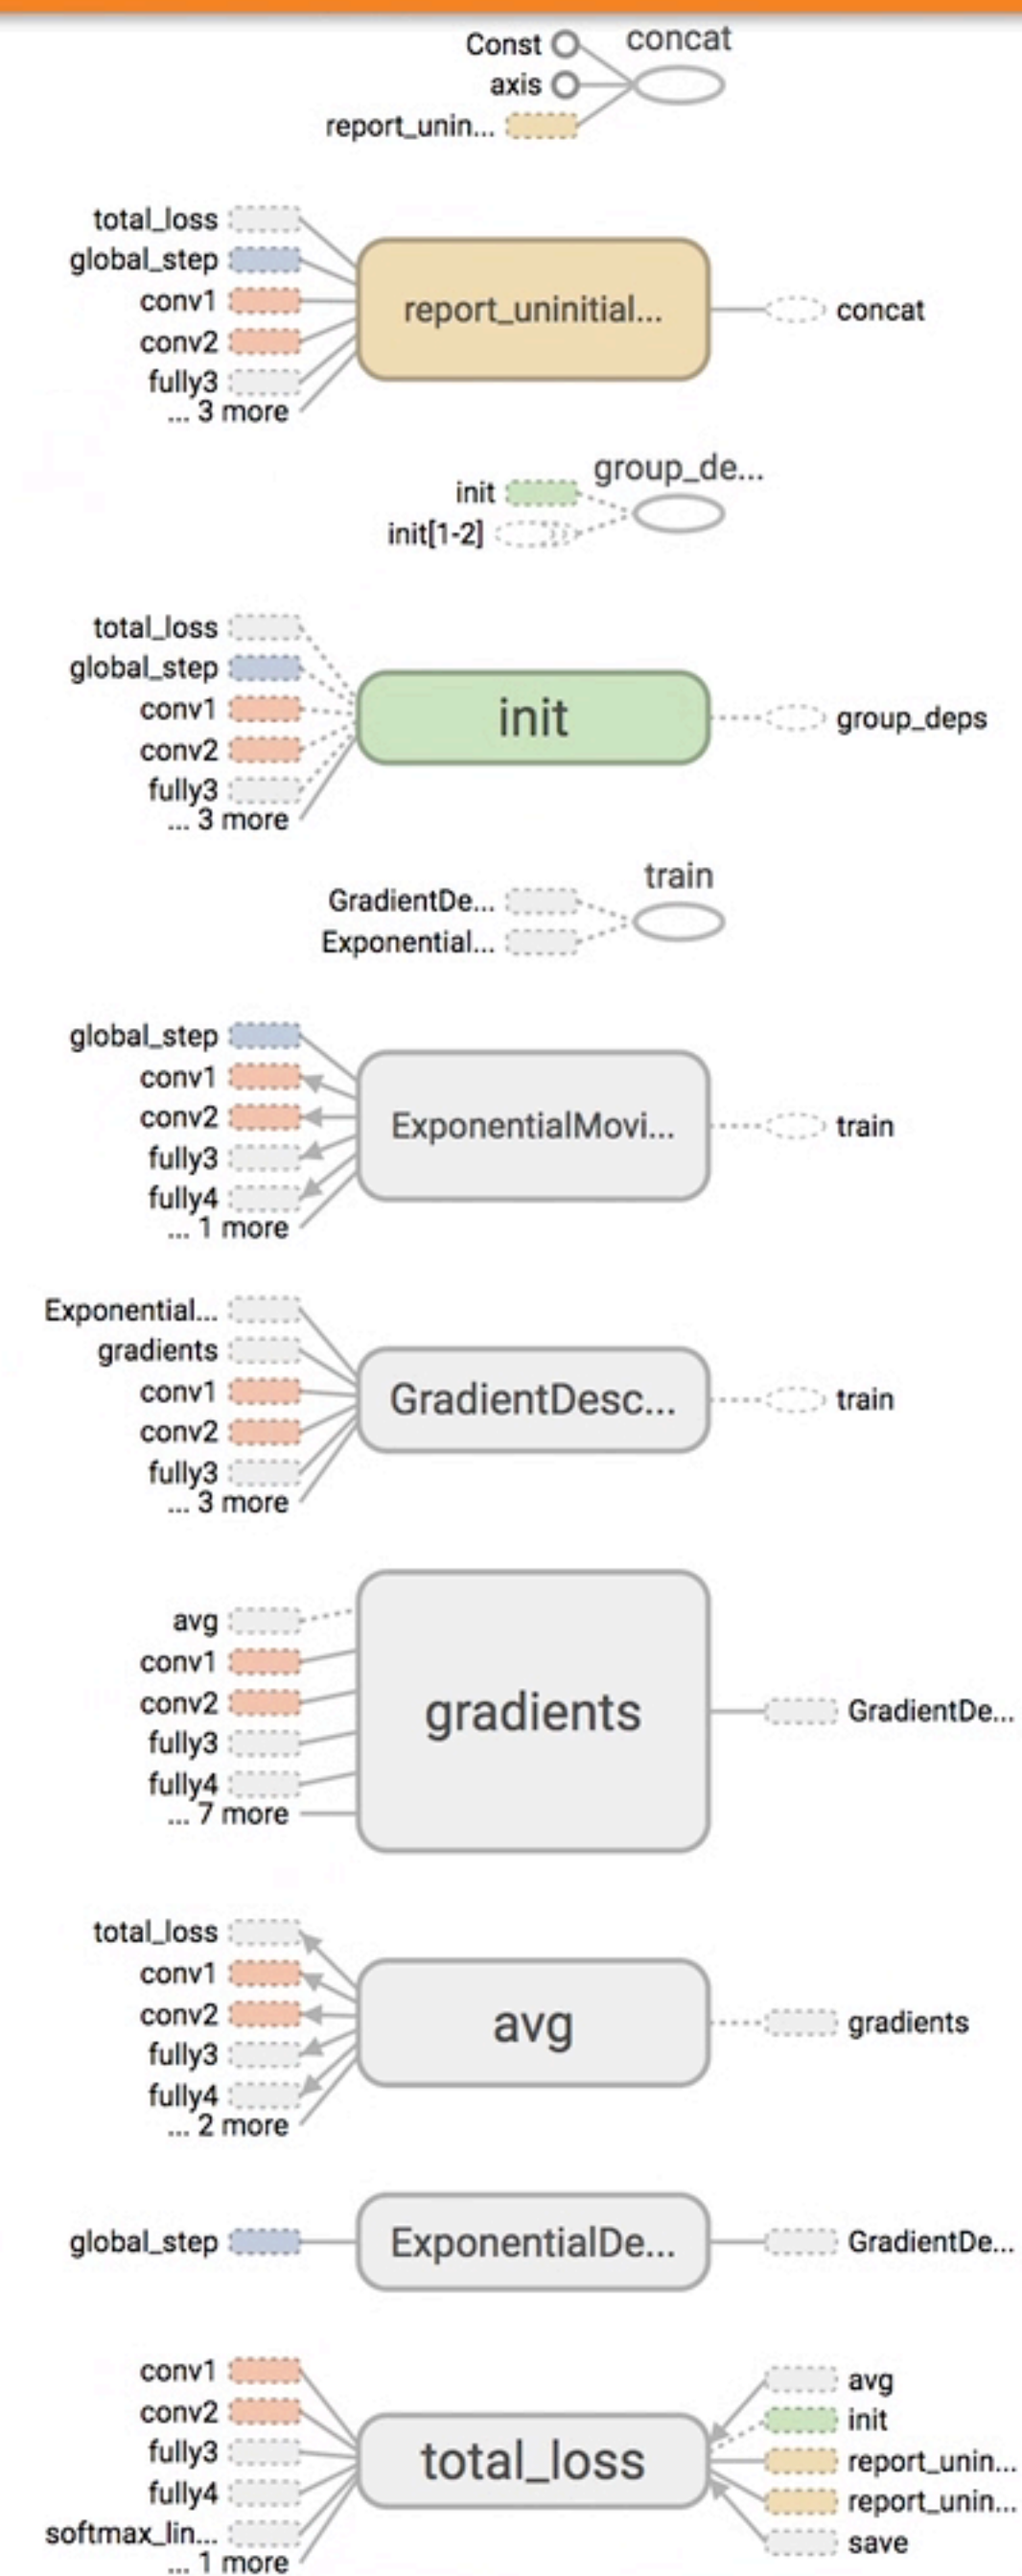 concat
Const
axis
report_unin...
total_loss
global_step
conv1
conv2
fully3
... 3 more
report_uninitial...
concat
group_de...
init
init[1-2]
total_loss
global_step
conv1
conv2
fully3
... 3 more
init
group_deps
train
GradientDe...
Exponential...
global_step
conv1
conv2
fully3
fully4
... 1 more
ExponentialMovi...
train
Exponential...
gradients
conv1
conv2
fully3
... 3 more
GradientDesc...
train
avg
conv1
conv2
fully3
fully4
... 7 more
gradients
GradientDe...
total_loss
conv1
conv2
fully3
fully4
... 2 more
avg
gradients
global_step
ExponentialDe...
GradientDe...
conv1
conv2
fully3
fully4
softmax_lin...
... 1 more
total_loss
avg
init
report_unin...
report_unin...
save